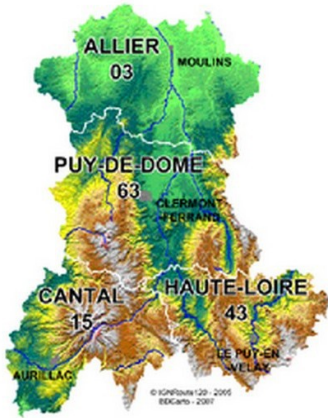 ALLIER
03
MOULINS
PUY-DE-DOME
63
CLERMONT-
FERRAND
CANTAL
15
HAUTE-LOIRE
43
AURILLAC
LE PUY-EN-
VELAY
© IGNRoute120 - 2005
BDCarto - 2007